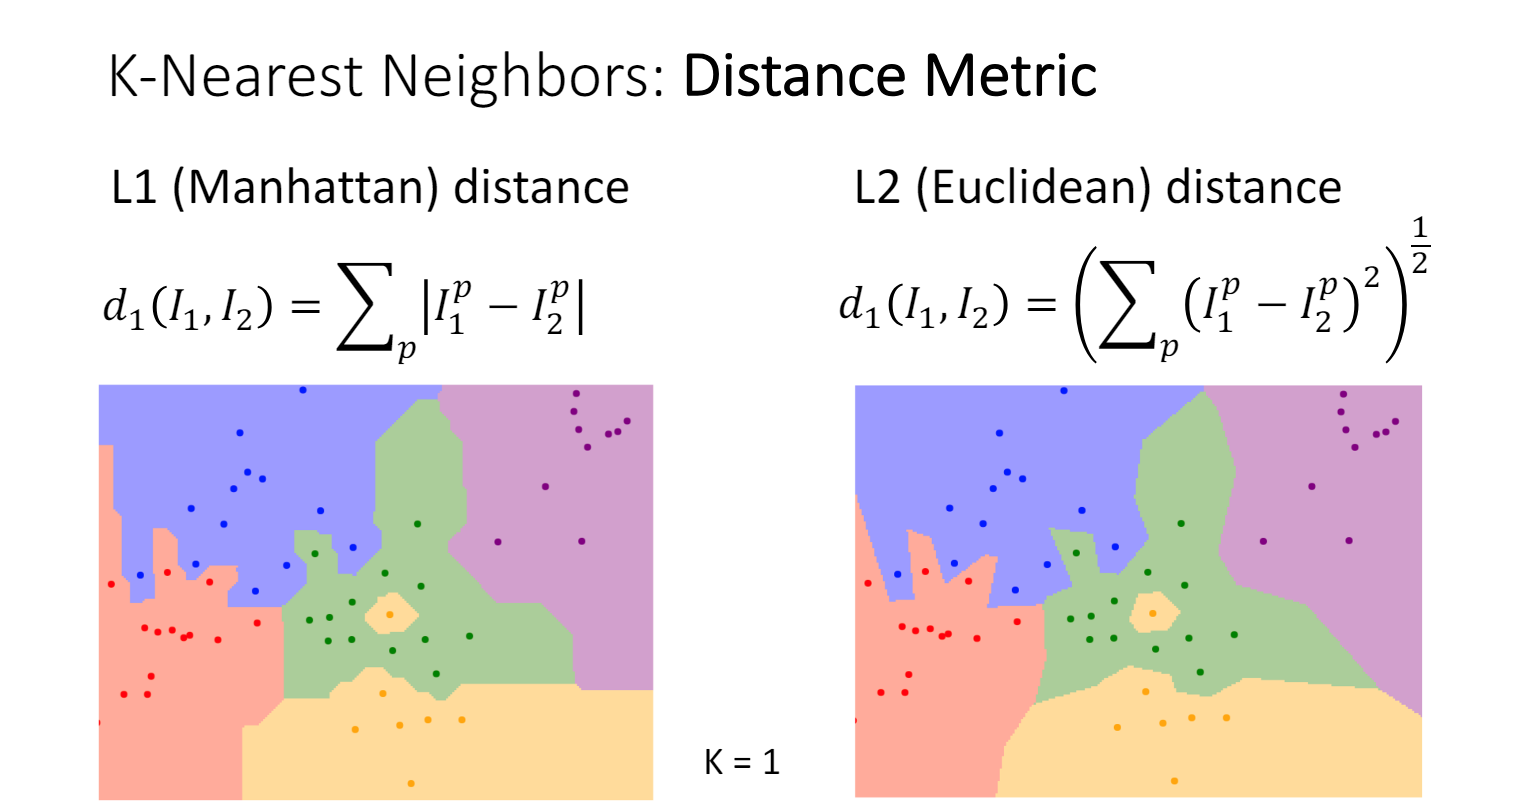 K-Nearest Neighbors: Distance Metric
L1 (Manhattan) distance
d₁(I₁, I₂) = ∑ₚ |I₁ᵖ − I₂ᵖ|
L2 (Euclidean) distance
d₁(I₁, I₂) = (∑ₚ (I₁ᵖ − I₂ᵖ)²)^(1/2)
K = 1